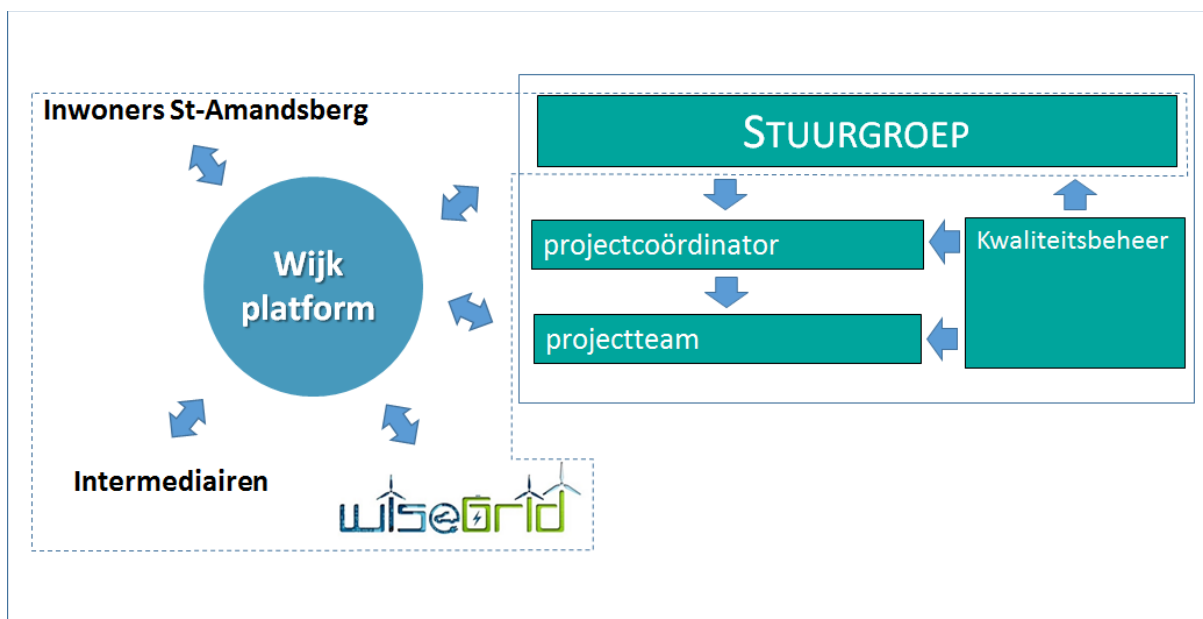 Inwoners St-Amandsberg
STUURGROEP
projectcoördinator
Kwaliteitsbeheer
Wijk
platform
projectteam
Intermediairen
wiseGrid